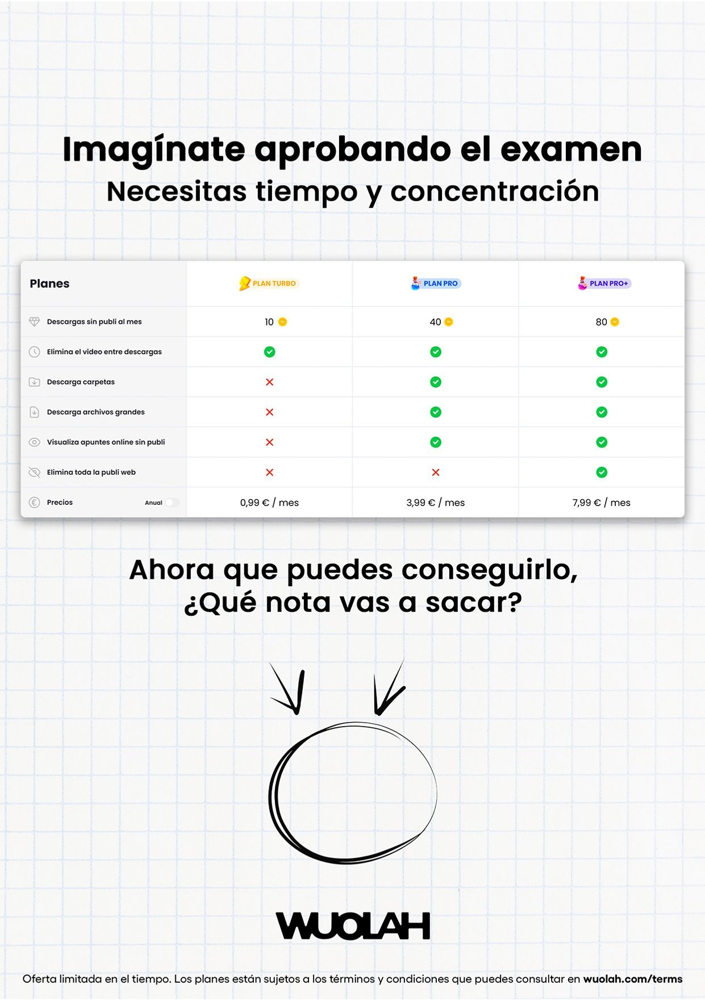 Imagínate aprobando el examen
Necesitas tiempo y concentración
Planes PLAN TURBO PLAN PRO PLAN PRO+
Descargas sin publi al mes 10 40 80
Elimina el video entre descargas
Descarga carpetas
Descarga archivos grandes
Visualiza apuntes online sin publi
Elimina toda la publi web
Precios Anual 0,99 € / mes 3,99 € / mes 7,99 € / mes
Ahora que puedes conseguirlo,
¿Qué nota vas a sacar?
WUOLAH
Oferta limitada en el tiempo. Los planes están sujetos a los términos y condiciones que puedes consultar en wuolah.com/terms